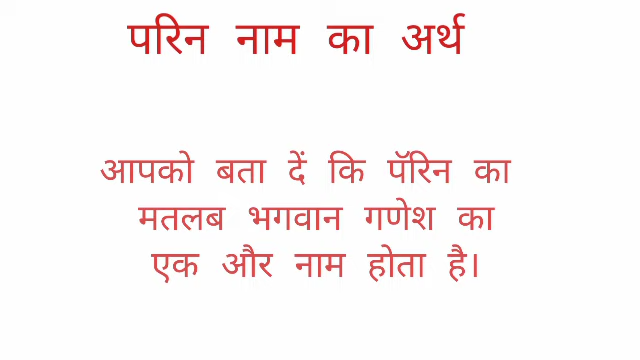 परिन नाम का अर्थ
आपको बता दें कि पॅरिन का
मतलब भगवान गणेश का
एक और नाम होता है।